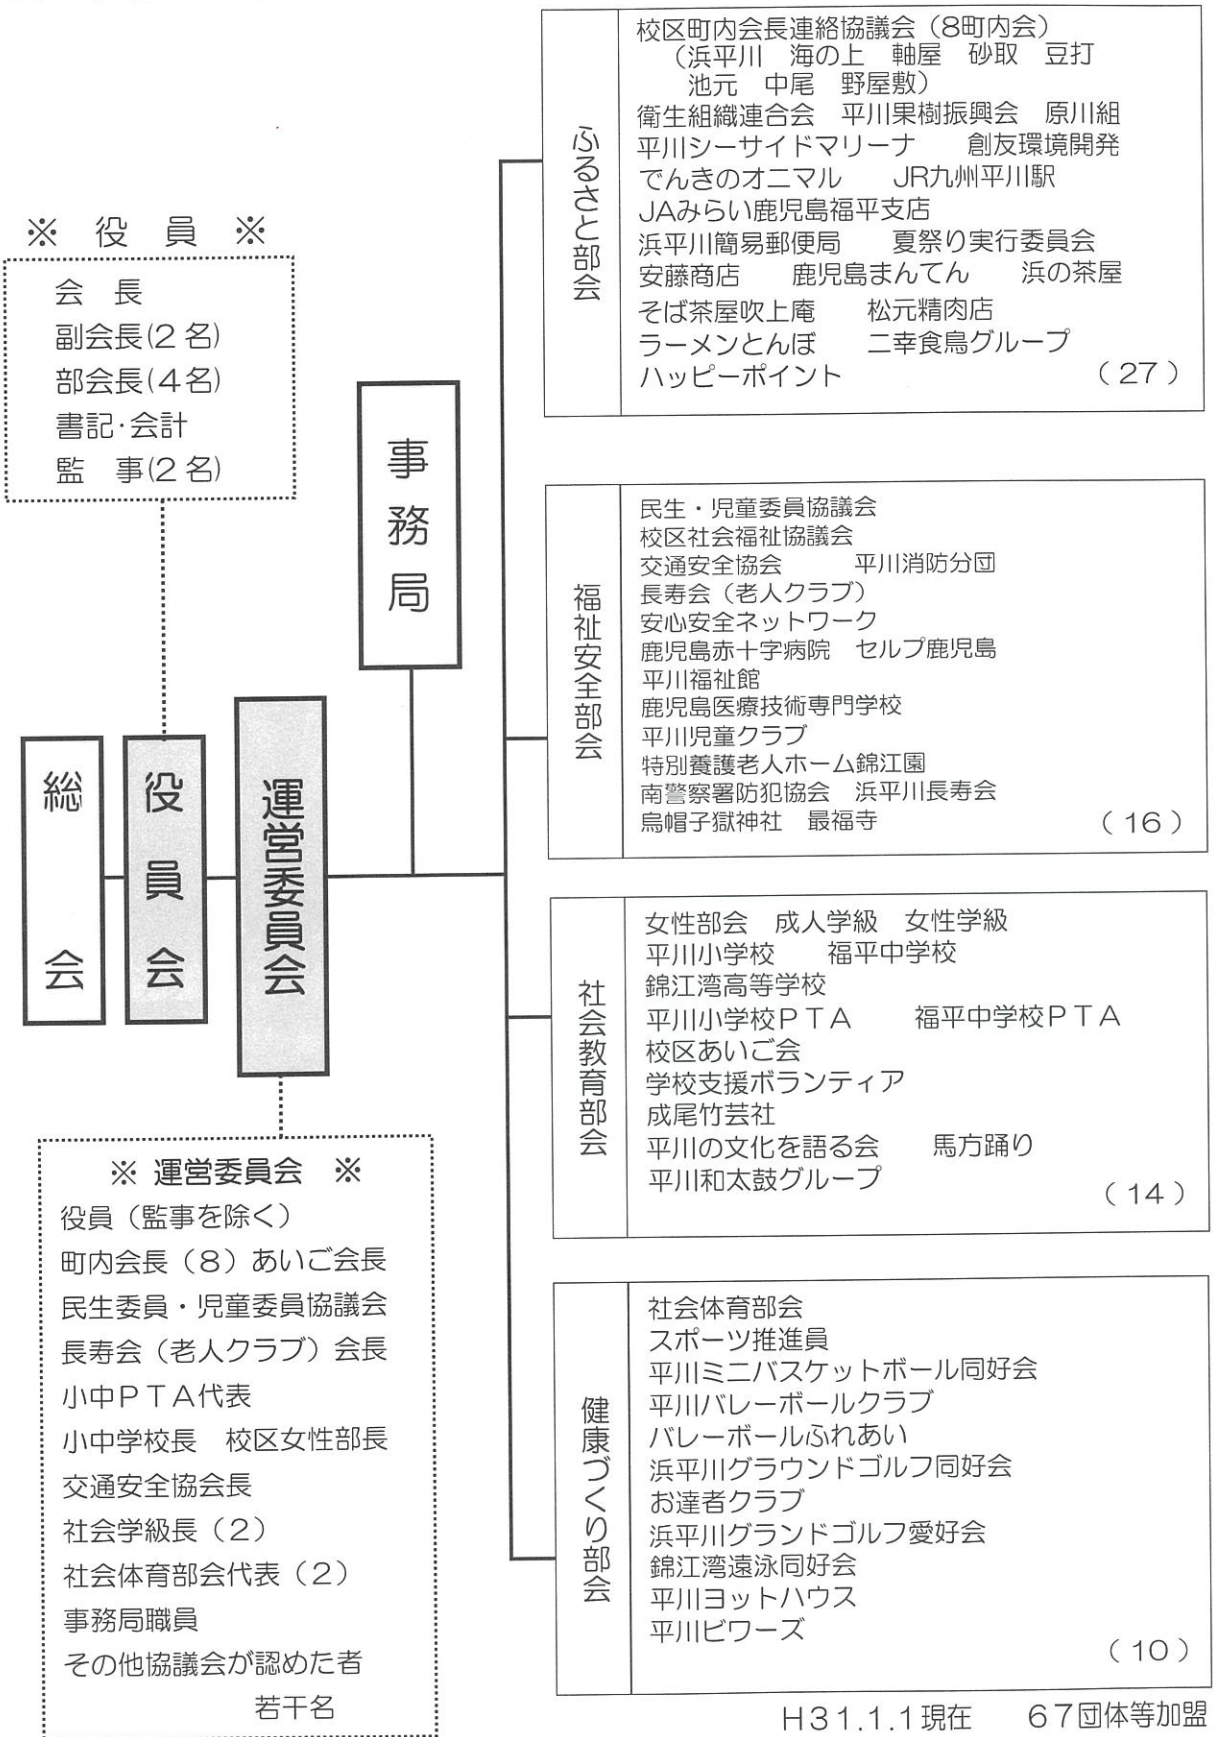 ※　役　員　※
会　長
副会長(2名)
部会長(4名)
書記・会計
監　事(2名)
総会
役員会
運営委員会
事務局
※ 運営委員会 ※
役員（監事を除く）
町内会長（8）あいご会長
民生委員・児童委員協議会
長寿会（老人クラブ）会長
小中ＰＴＡ代表
小中学校長　校区女性部長
交通安全協会長
社会学級長（2）
社会体育部会代表（2）
事務局職員
その他協議会が認めた者
若干名
ふるさと部会
校区町内会長連絡協議会（8町内会）
（浜平川　海の上　軸屋　砂取　豆打
池元　中尾　野屋敷）
衛生組織連合会　平川果樹振興会　原川組
平川シーサイドマリーナ　創友環境開発
でんきのオニマル　JR九州平川駅
JAみらい鹿児島福平支店
浜平川簡易郵便局　夏祭り実行委員会
安藤商店　鹿児島まんてん　浜の茶屋
そば茶屋吹上庵　松元精肉店
ラーメンとんぼ　二幸食鳥グループ
ハッピーポイント　（27）
福祉安全部会
民生・児童委員協議会
校区社会福祉協議会
交通安全協会　平川消防分団
長寿会（老人クラブ）
安心安全ネットワーク
鹿児島赤十字病院　セルプ鹿児島
平川福祉館
鹿児島医療技術専門学校
平川児童クラブ
特別養護老人ホーム錦江園
南警察署防犯協会　浜平川長寿会
烏帽子獄神社　最福寺　（16）
社会教育部会
女性部会　成人学級　女性学級
平川小学校　福平中学校
錦江湾高等学校
平川小学校ＰＴＡ　福平中学校ＰＴＡ
校区あいご会
学校支援ボランティア
成尾竹芸社
平川の文化を語る会　馬方踊り
平川和太鼓グループ　（14）
健康づくり部会
社会体育部会
スポーツ推進員
平川ミニバスケットボール同好会
平川バレーボールクラブ
バレーボールふれあい
浜平川グラウンドゴルフ同好会
お達者クラブ
浜平川グランドゴルフ愛好会
錦江湾遠泳同好会
平川ヨットハウス
平川ビワーズ
（10）
H31.1.1現在　67団体等加盟